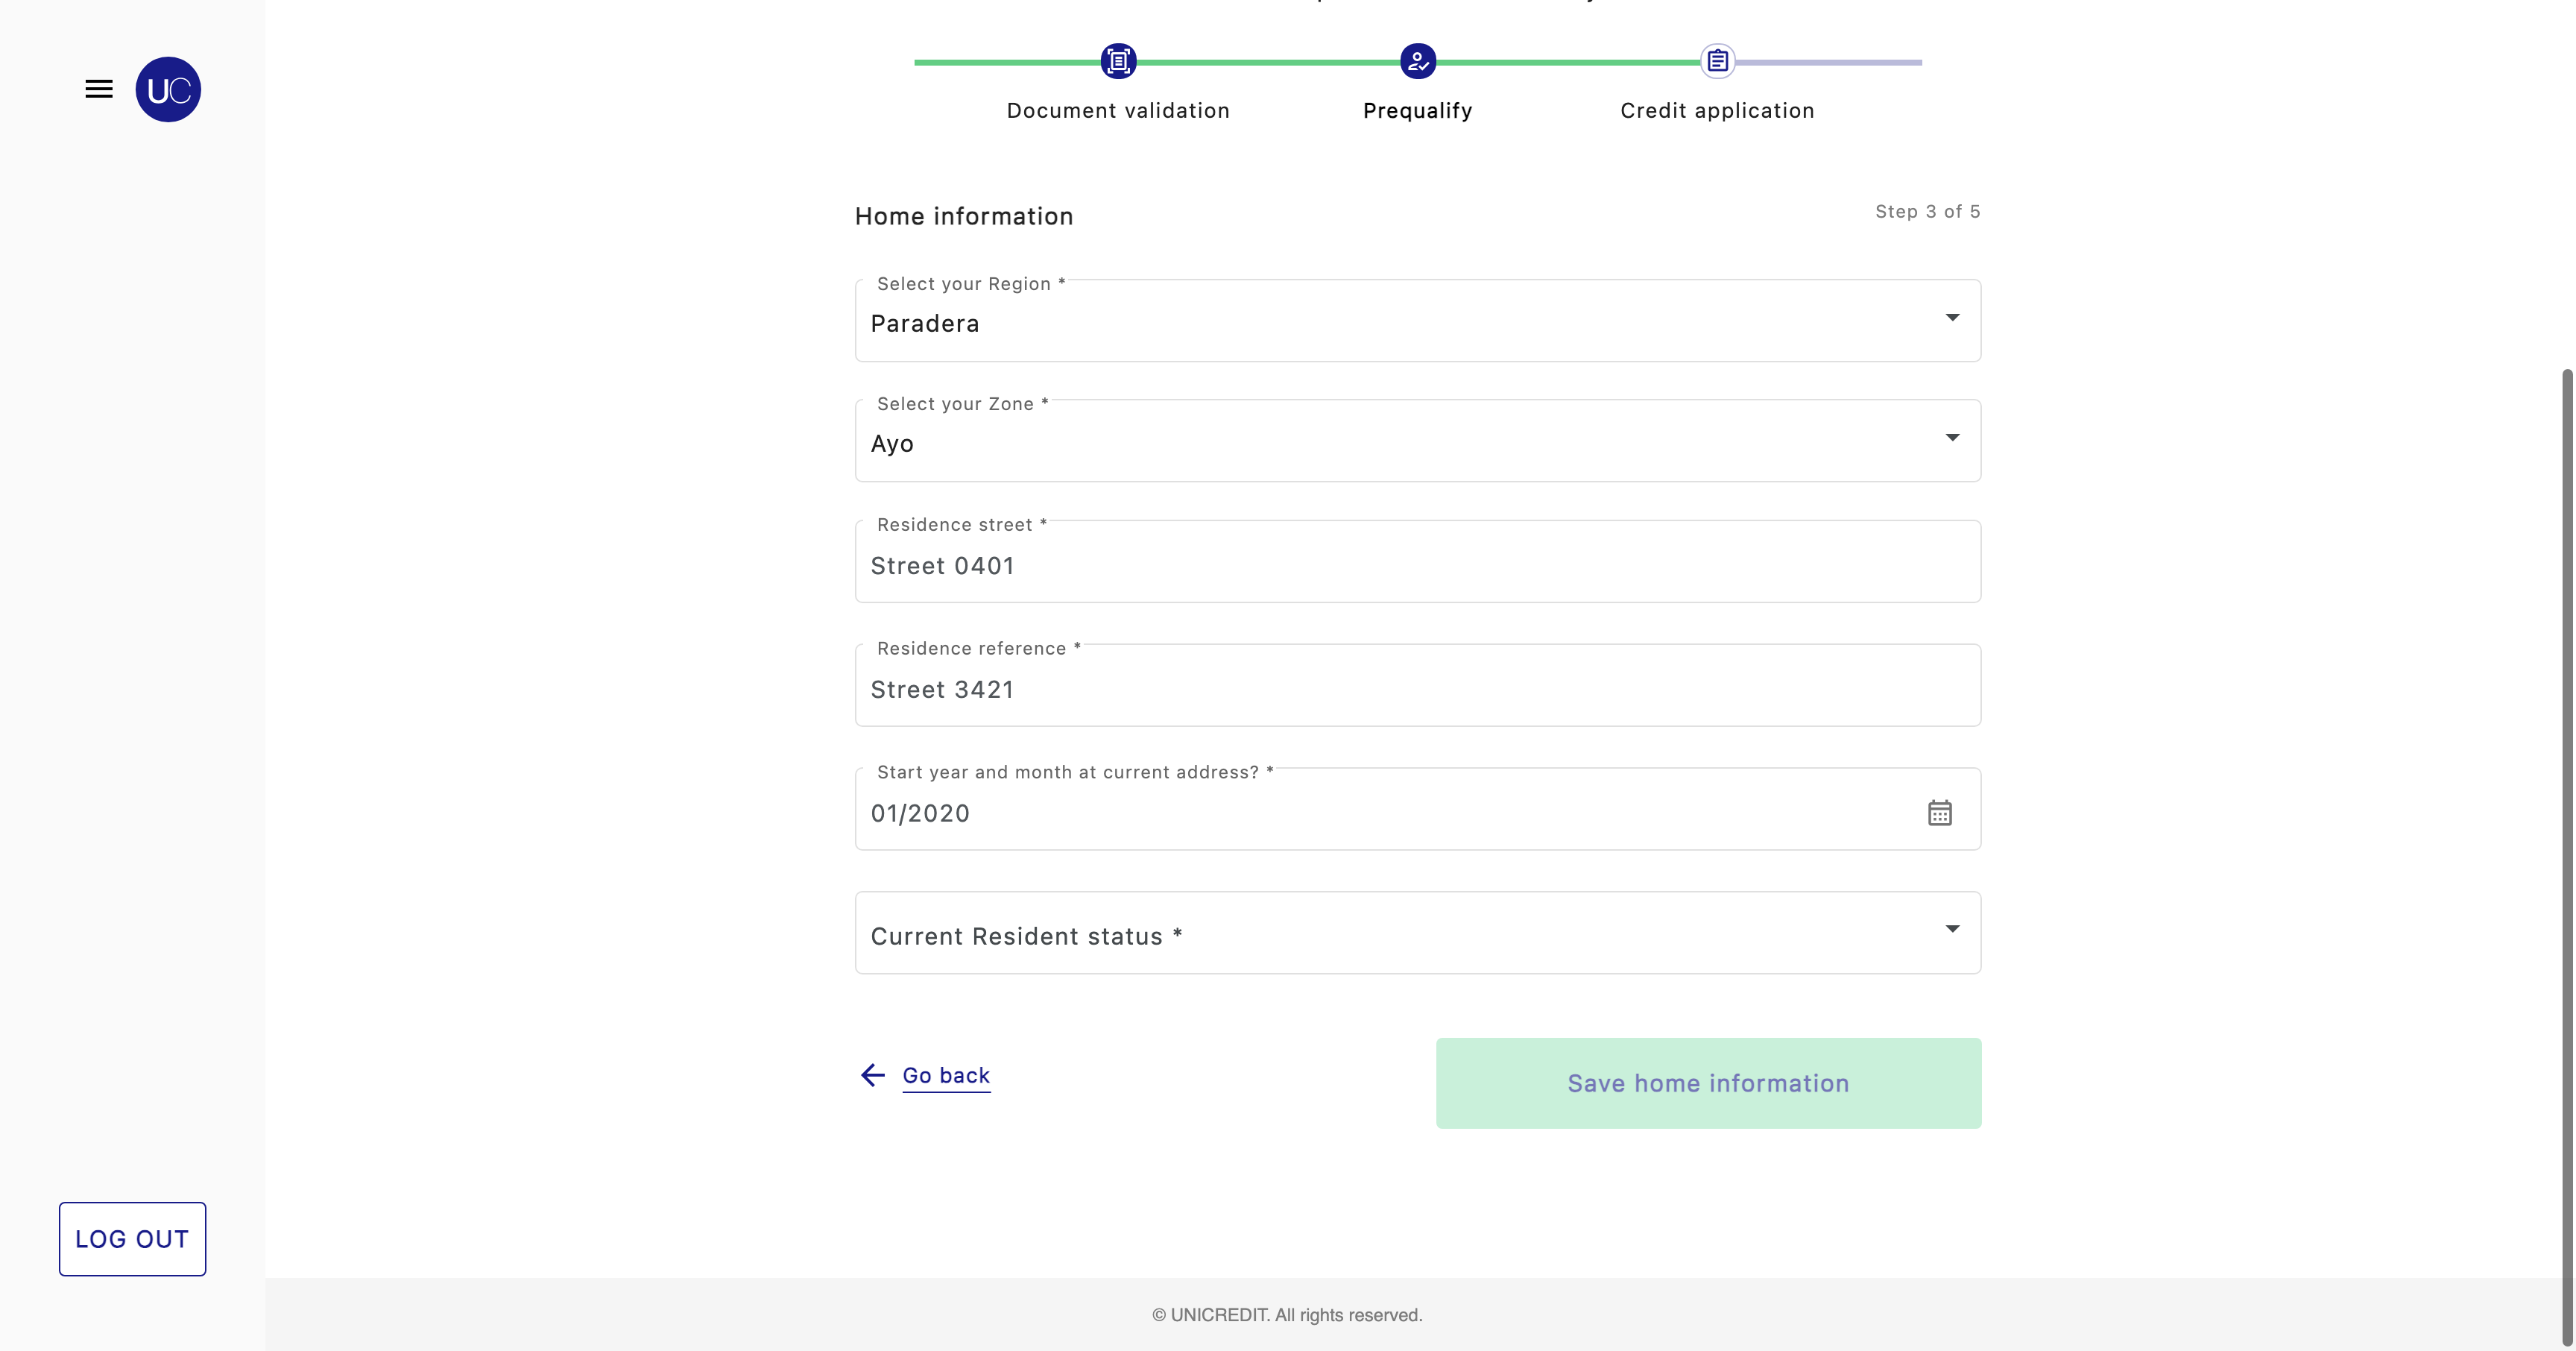 UC
Document validation
Prequalify
Credit application
Home information
Step 3 of 5
Select your Region *
Paradera
Select your Zone *
Ayo
Residence street *
Street 0401
Residence reference *
Street 3421
Start year and month at current address? *
01/2020
Current Resident status *
Go back
Save home information
LOG OUT
© UNICREDIT. All rights reserved.